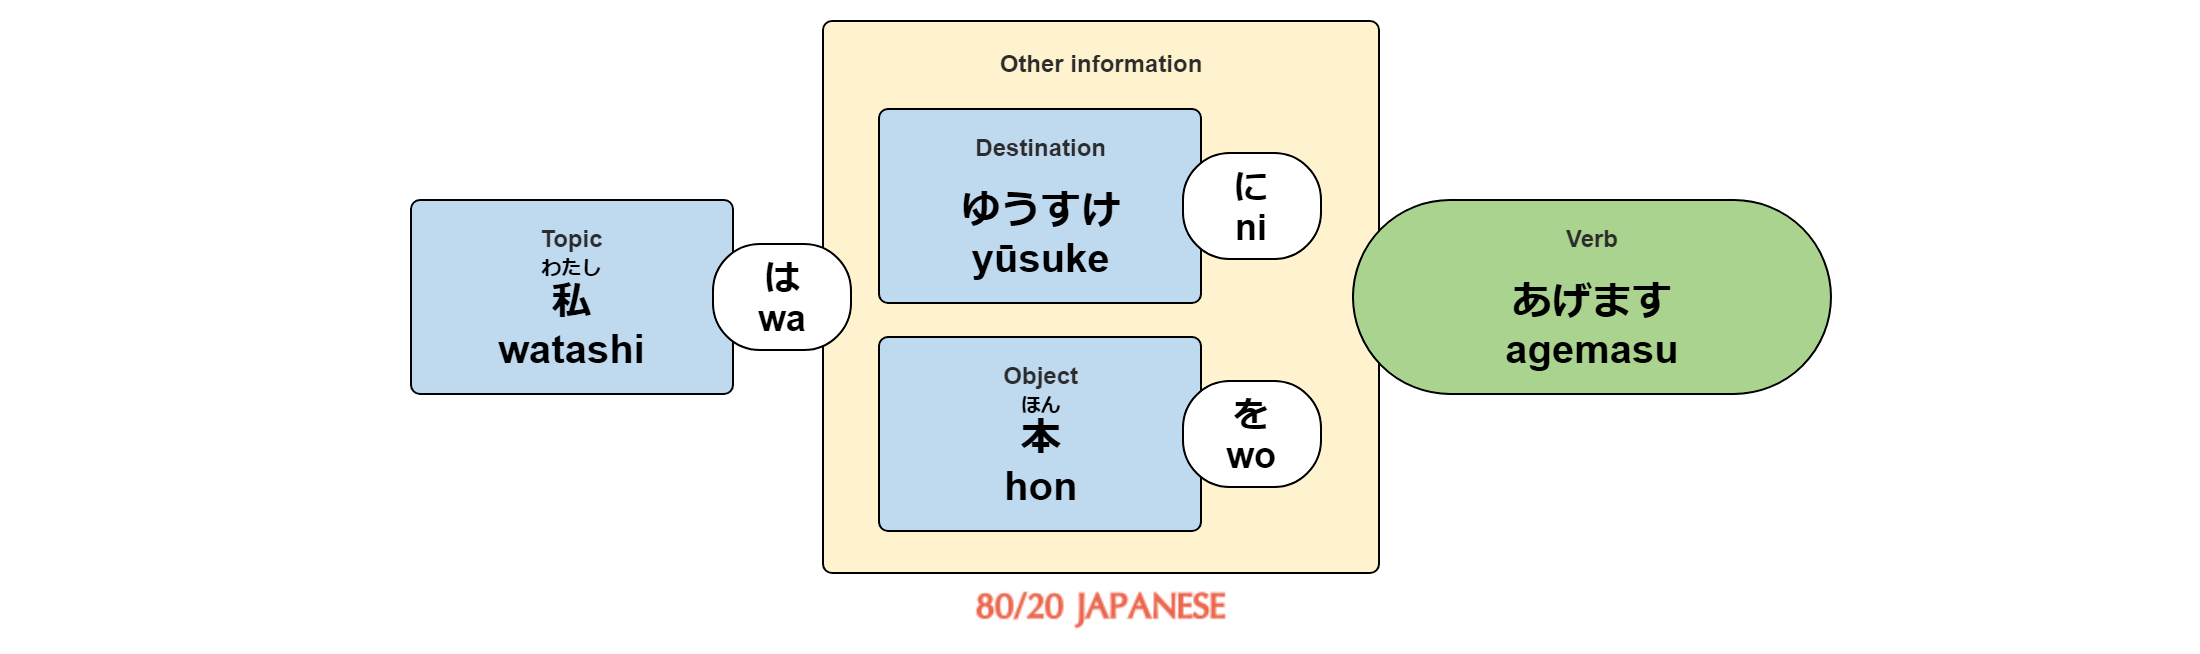 Topic
わたし
私
watashi
は
wa
Other information
Destination
ゆうすけ
yūsuke
に
ni
Object
ほん
本
hon
を
wo
Verb
あげます
agemasu
80/20 JAPANESE